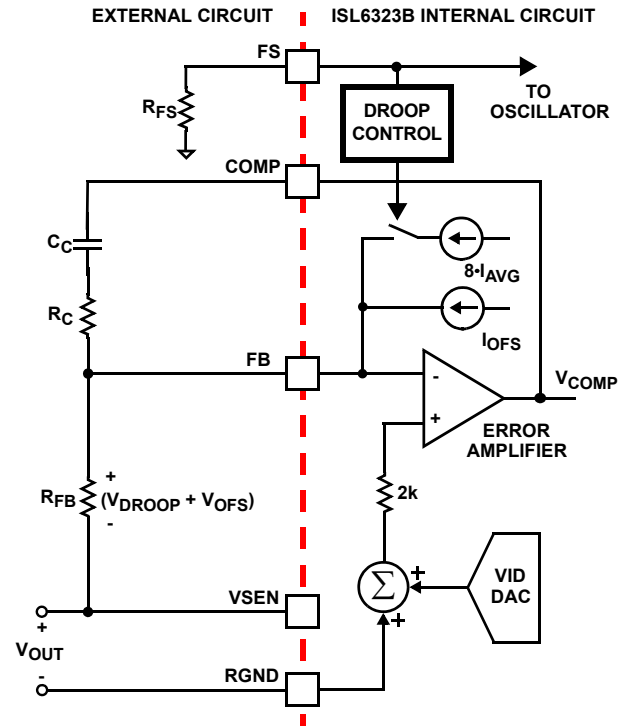 EXTERNAL CIRCUIT
ISL6323B INTERNAL CIRCUIT
FS
RFS
TO
OSCILLATOR
DROOP
CONTROL
COMP
CC
8•IAVG
RC
IOFS
FB
VCOMP
-
+
ERROR
AMPLIFIER
+
RFB
(VDROOP + VOFS)
-
2k
VID
DAC
+
Σ
+
VSEN
+
VOUT
-
RGND